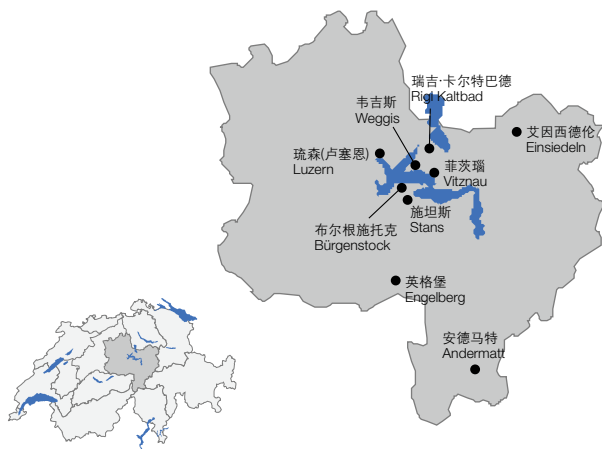 瑞吉·卡尔特巴德
Rigi Kaltbad
韦吉斯
Weggis
艾因西德伦
Einsiedeln
琉森(卢塞恩)
Luzern
菲茨瑙
Vitznau
施坦斯
Stans
布尔根施托克
Bürgenstock
英格堡
Engelberg
安德马特
Andermatt